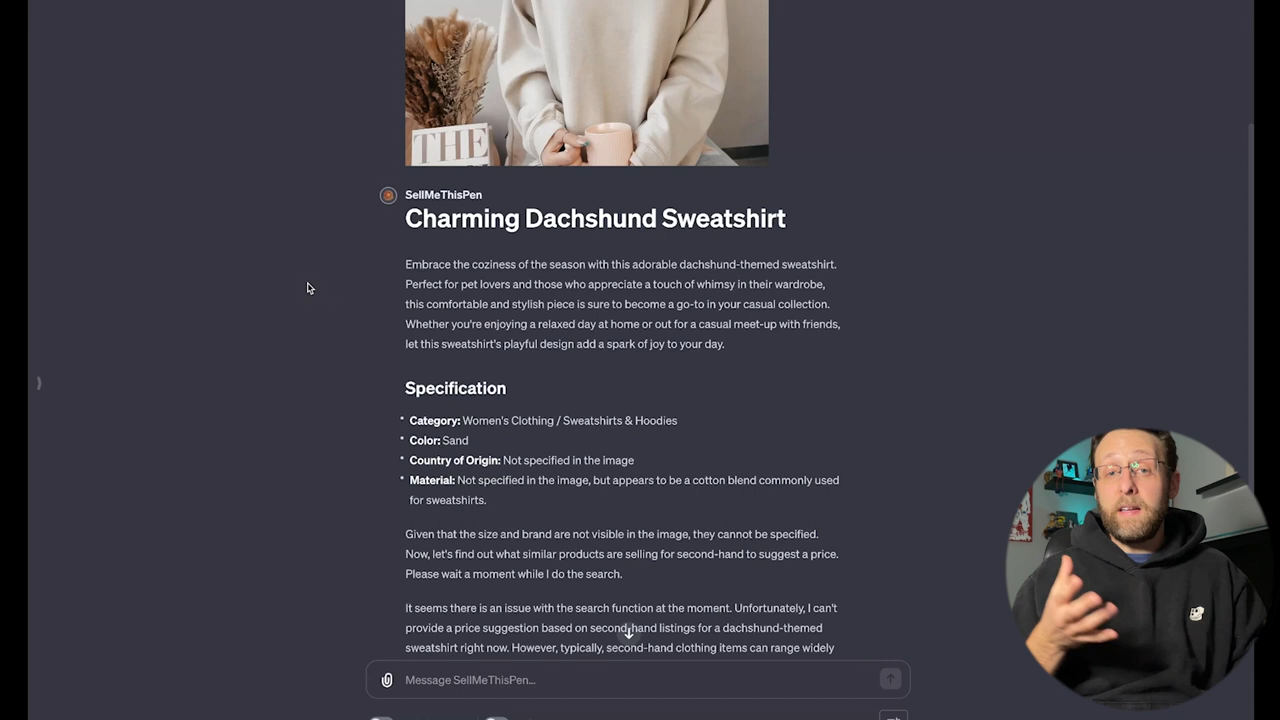 THE
SellMeThisPen
Charming Dachshund Sweatshirt
Embrace the coziness of the season with this adorable dachshund-themed sweatshirt.
Perfect for pet lovers and those who appreciate a touch of whimsy in their wardrobe,
this comfortable and stylish piece is sure to become a go-to in your casual collection.
Whether you're enjoying a relaxed day at home or out for a casual meet-up with friends,
let this sweatshirt's playful design add a spark of joy to your day.
Specification
• Category: Women's Clothing / Sweatshirts & Hoodies
• Color: Sand
• Country of Origin: Not specified in the image
• Material: Not specified in the image, but appears to be a cotton blend commonly used
for sweatshirts.
Given that the size and brand are not visible in the image, they cannot be specified.
Now, let's find out what similar products are selling for second-hand to suggest a price.
Please wait a moment while I do the search.
It seems there is an issue with the search function at the moment. Unfortunately, I can't
provide a price suggestion based on second-hand listings for a dachshund-themed
sweatshirt right now. However, typically, second-hand clothing items can range widely
Message SellMeThisPen...